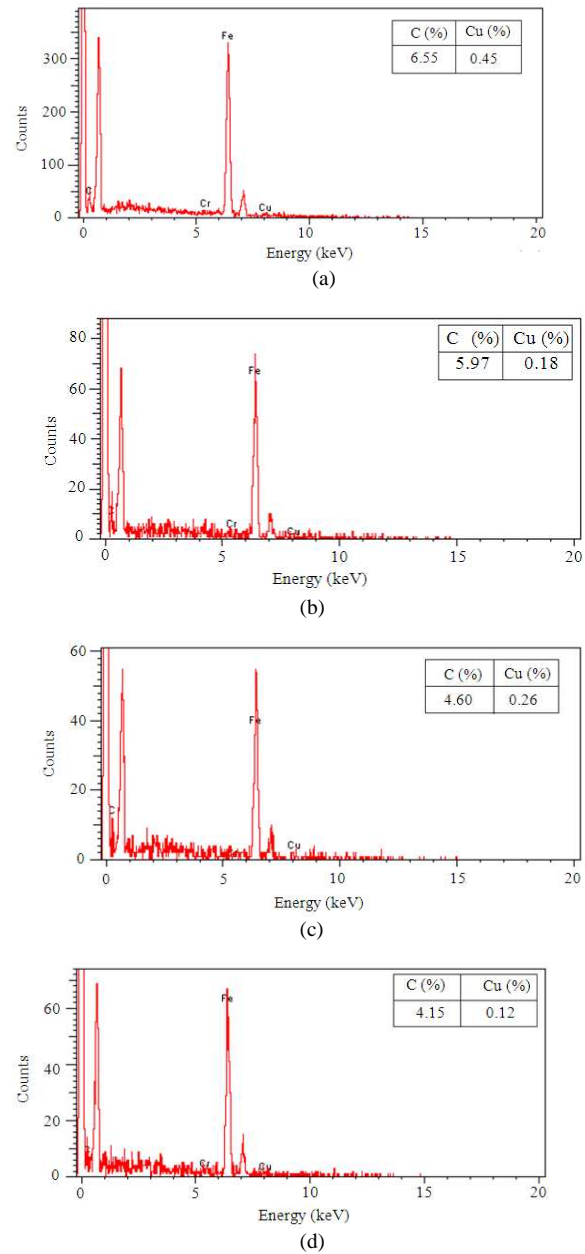 C (%) Cu (%)
6.55 0.45
Fe
300
200
100
0
Counts
C
Cr
Cu
0 5 10 15 20
Energy (keV)
(a)
C (%) Cu (%)
5.97 0.18
80
60
40
20
0
Counts
Fe
Cr
Cu
0 5 10 15 20
Energy (keV)
(b)
C (%) Cu (%)
4.60 0.26
60
40
20
0
Counts
Fe
C
Cu
0 5 10 15 20
Energy (keV)
(c)
C (%) Cu (%)
4.15 0.12
60
40
20
0
Counts
Fe
Cr
Cu
0 5 10 15 20
Energy (keV)
(d)